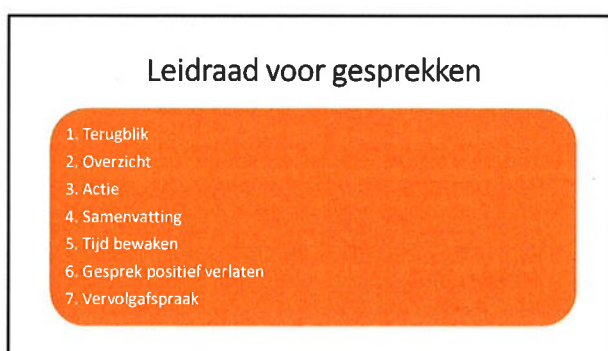 Leidraad voor gesprekken
1. Terugblik
2. Overzicht
3. Actie
4. Samenvatting
5. Tijd bewaken
6. Gesprek positief verlaten
7. Vervolgafspraak